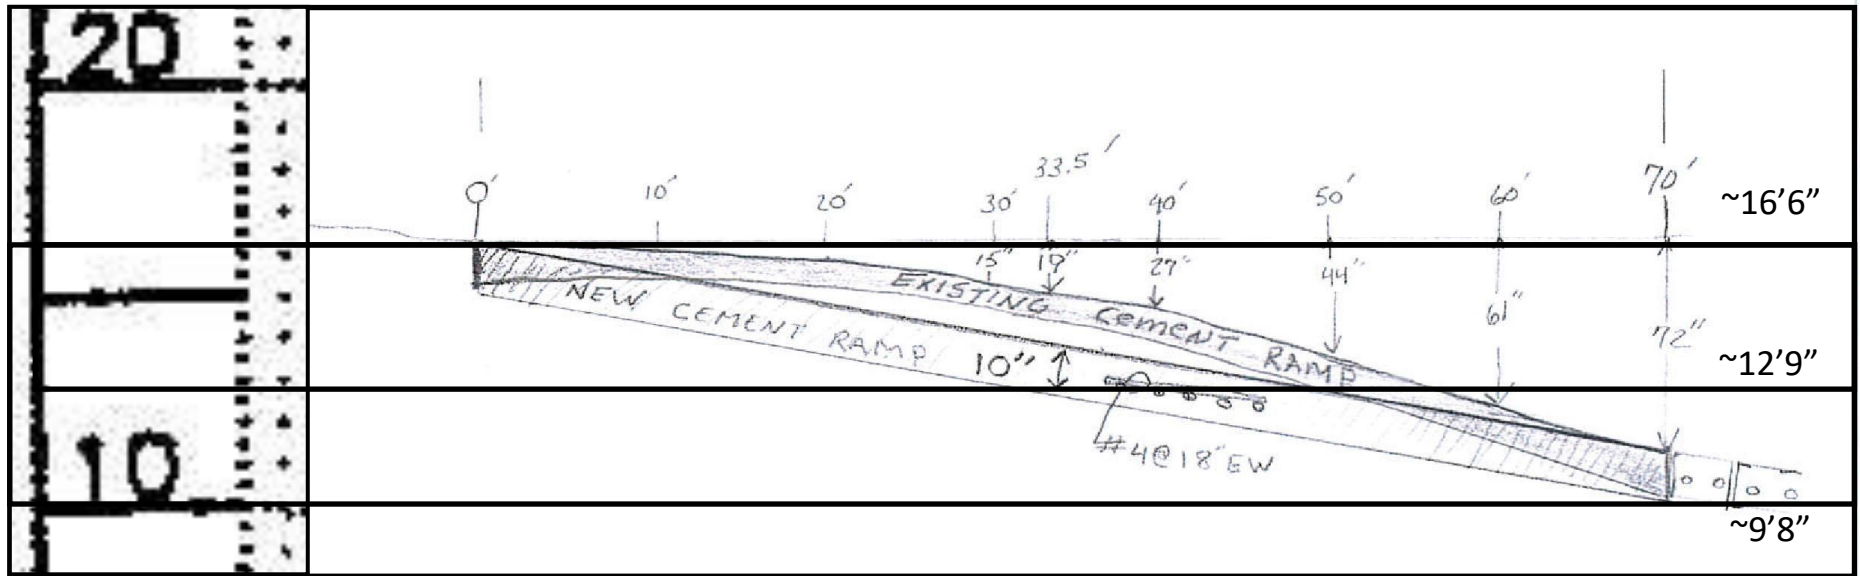 20
33.5'
0' 10' 20' 30' 40' 50' 60' 70' ~16'6"
15" 19" 27" 44" 61" 72"
EXISTING CEMENT RAMP
NEW CEMENT RAMP 10"
~12'9"
#4@18"EW
10
~9'8"